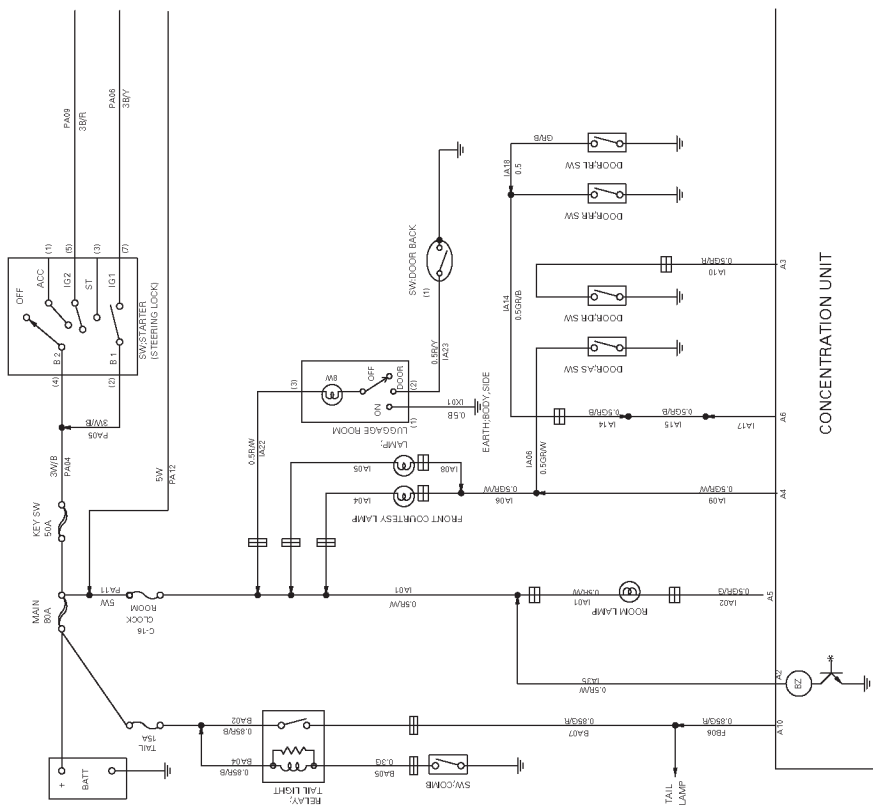 OFF
ACC
IG2
ST
IG1
B 2
B 1
(1)
(5)
(3)
(7)
(4)
(2)
SW;STARTER
(STEERING LOCK)
PA09
3B/R
PA06
3B/Y
3W/B
PA05
3W/B
PA04
5W
PA12
KEY SW
50A
MAIN
80A
5W
PA11
C-16
ROOM
CLOCK
+
BATT
TAIL
15A
0.5R/W
IA22
(3)
8W
OFF
DOOR
ON
(2)
(1)
LAMP;
LUGGAGE ROOM
0.5B
IX01
EARTH;BODY,SIDE
0.5R/Y
IA23
(1)
SW;DOOR BACK
IA05
IA08
IA04
FRONT COURTESY LAMP
IA06
0.5GR/W
IA06
0.5GR/W
IA09
0.5GR/W
A4
IA01
0.5R/W
IA01
0.5R/W
ROOM LAMP
IA02
0.5GR/G
A5
IA35
0.5R/W
A2
BZ
*
IA18
0.5
GR/B
DOOR;RL SW
DOOR;RR SW
DOOR;DR SW
DOOR;AS SW
IA14
0.5GR/B
IA10
0.5GR/R
A3
IA14
0.5GR/B
IA15
0.5GR/B
IA17
A6
CONCENTRATION UNIT
BA02
0.85R/B
BA04
0.85R/B
RELAY;
TAIL LIGHT
0.3G
BA05
SW;COMB
BA07
0.85G/R
FB06
0.85G/R
A10
TAIL
LAMP